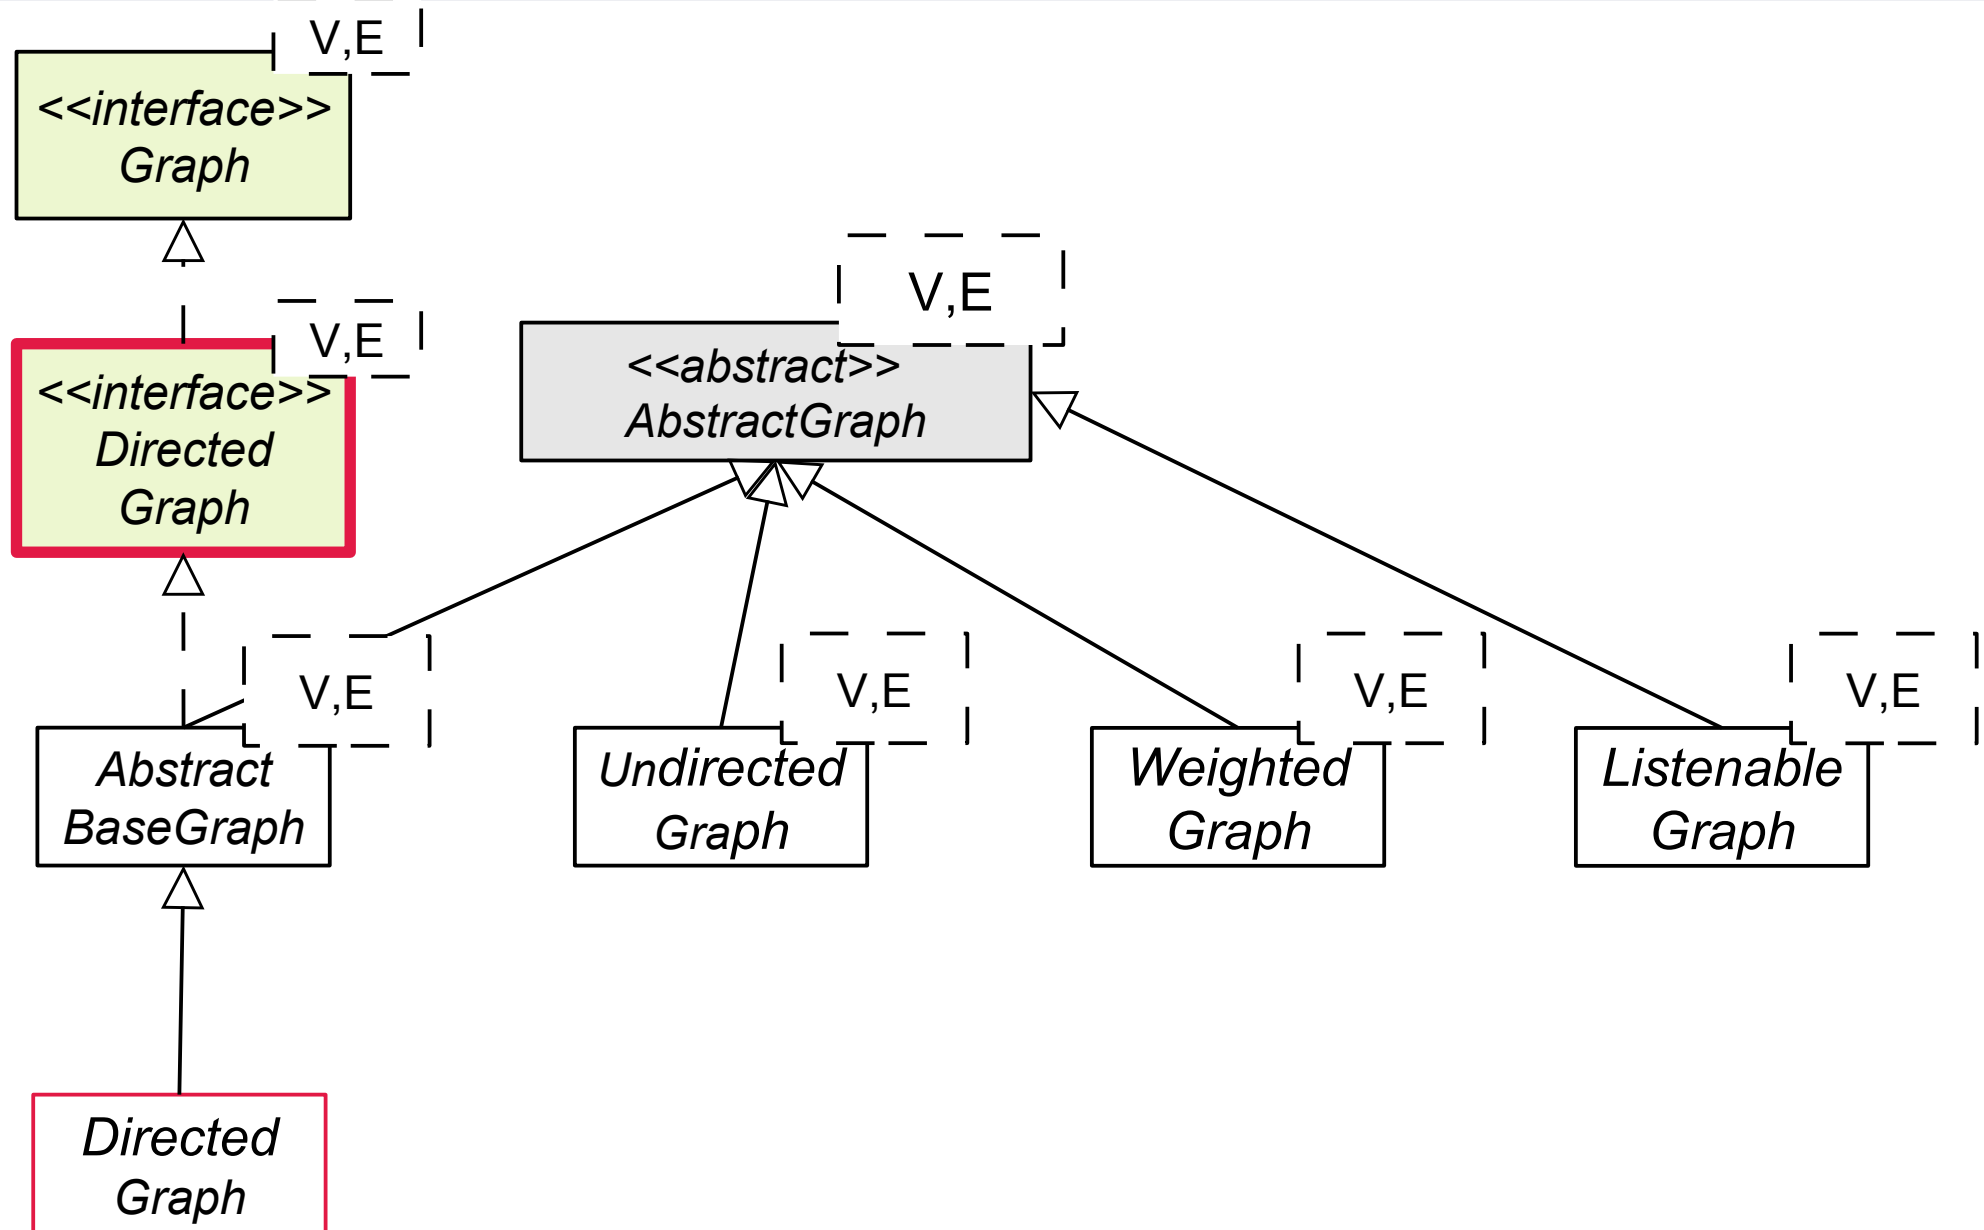 V,E
<<interface>>
Graph
V,E
<<interface>>
Directed
Graph
V,E
<<abstract>>
AbstractGraph
V,E
Abstract
BaseGraph
V,E
Undirected
Graph
V,E
Weighted
Graph
V,E
Listenable
Graph
Directed
Graph